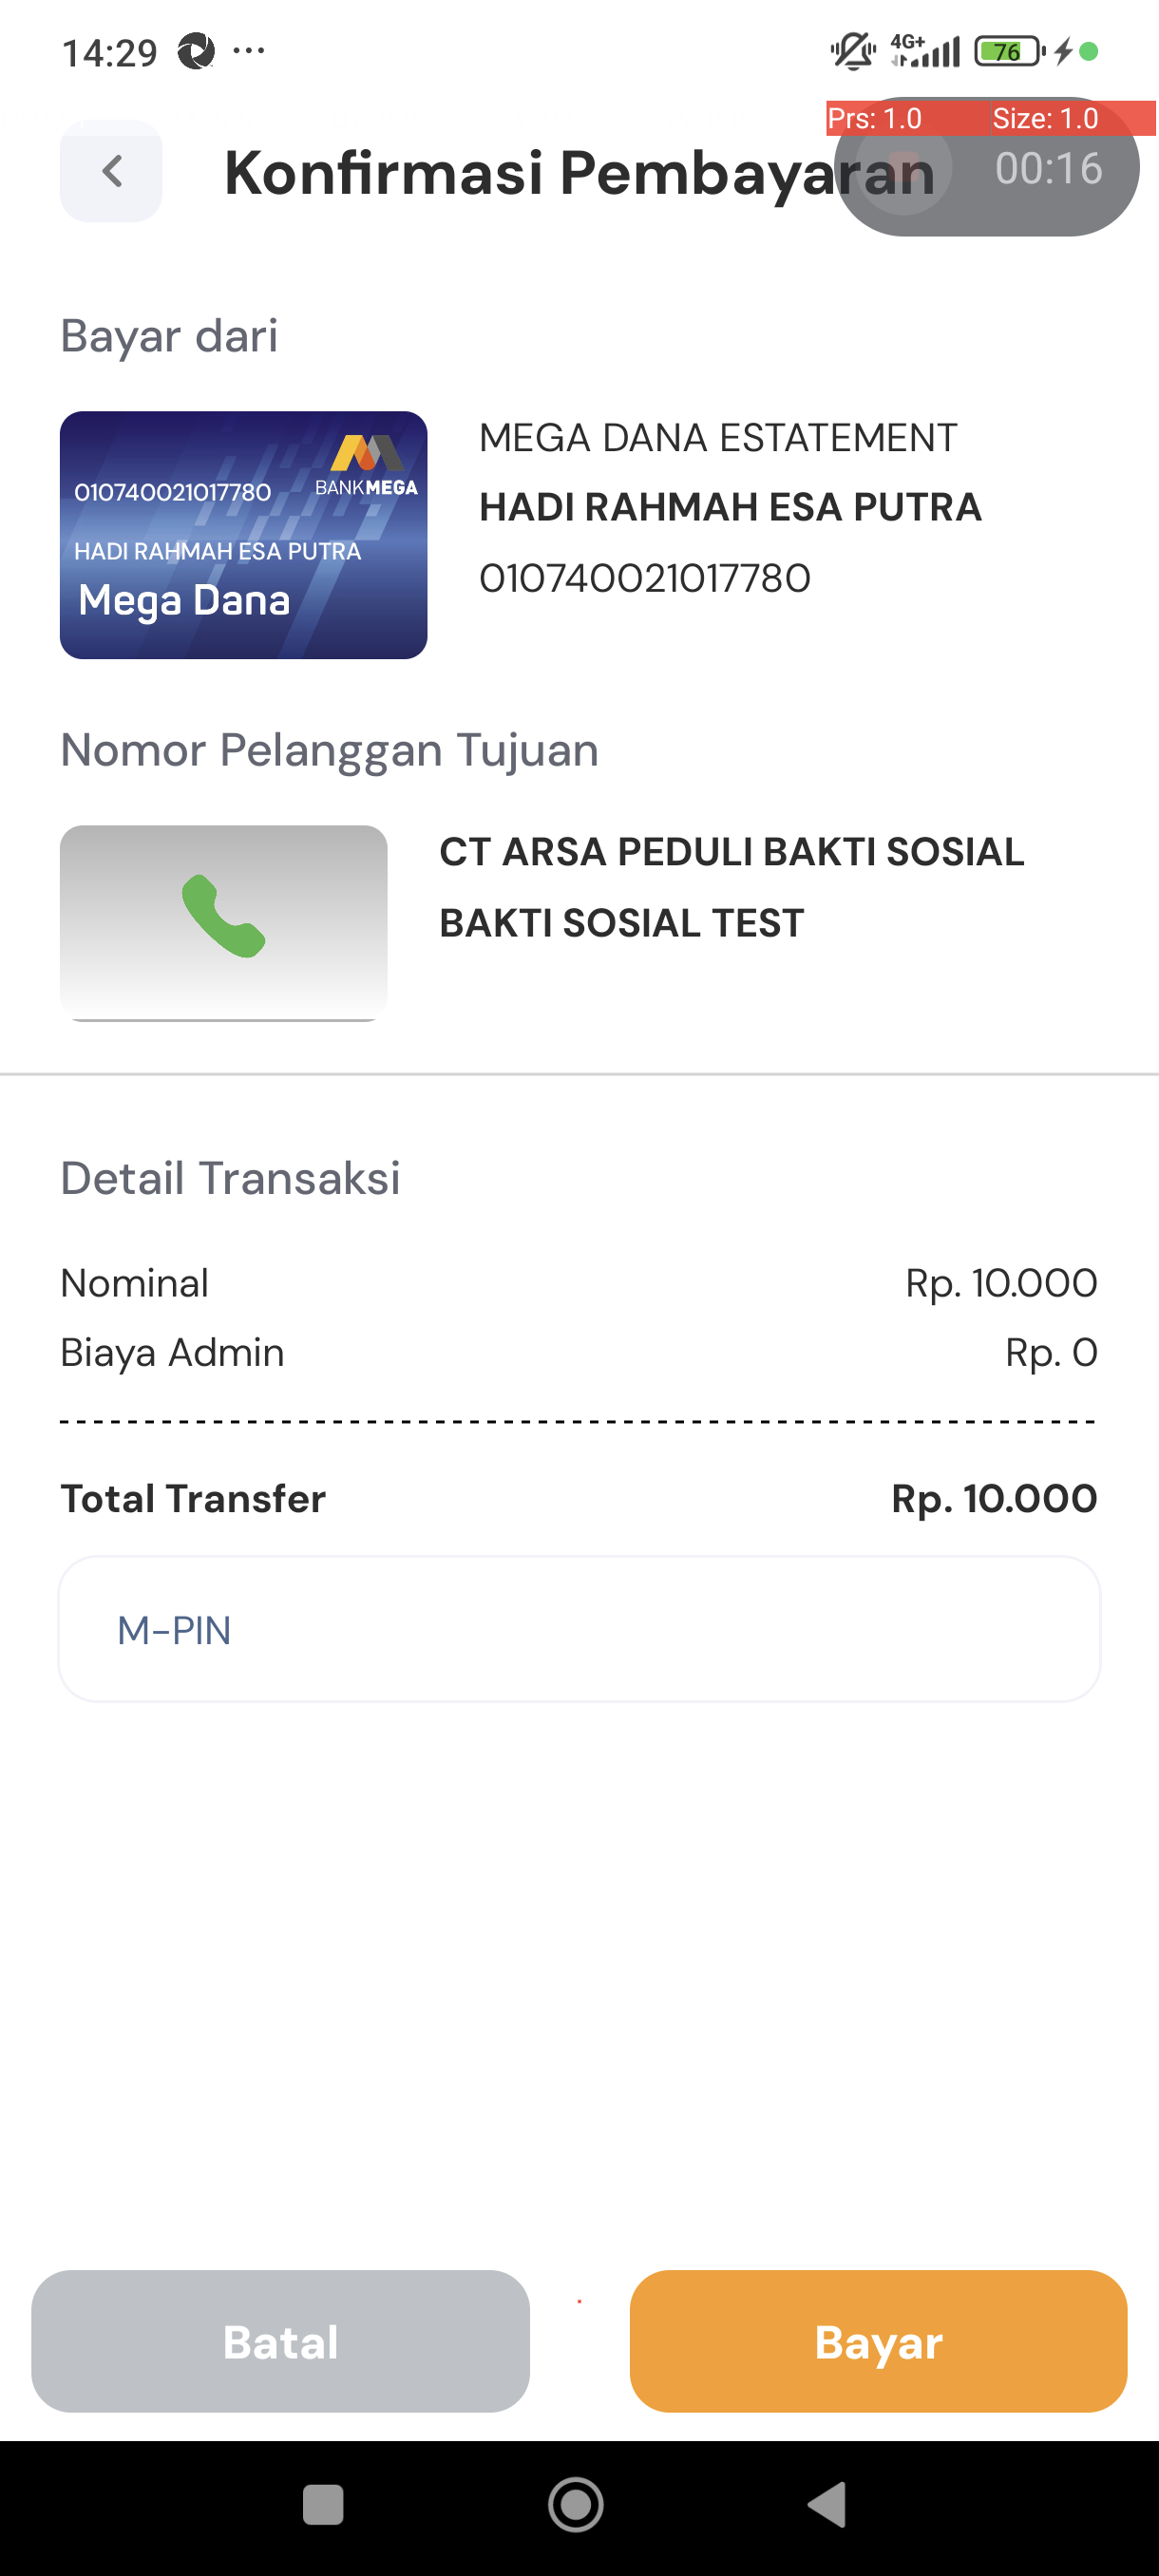 14:29
4G+
76
Prs: 1.0 Size: 1.0
Konfirmasi Pembayaran
00:16
Bayar dari
010740021017780
BANKMEGA
HADI RAHMAH ESA PUTRA
Mega Dana
MEGA DANA ESTATEMENT
HADI RAHMAH ESA PUTRA
010740021017780
Nomor Pelanggan Tujuan
CT ARSA PEDULI BAKTI SOSIAL
BAKTI SOSIAL TEST
Detail Transaksi
Nominal Rp. 10.000
Biaya Admin Rp. 0
Total Transfer Rp. 10.000
M-PIN
Batal
Bayar